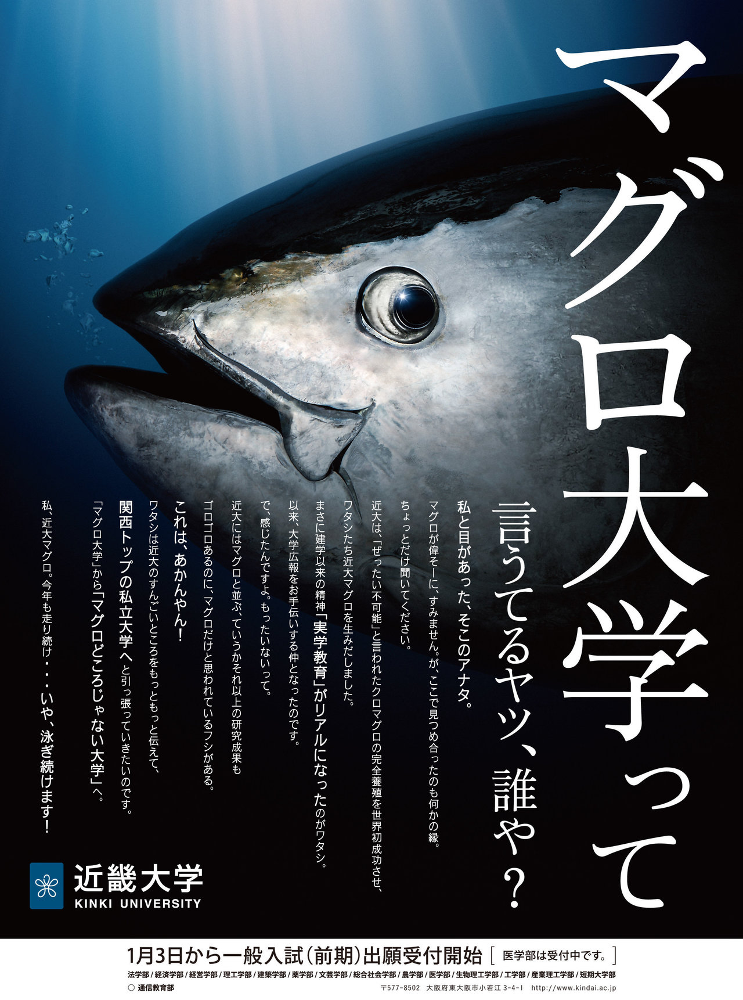 マグロ大学って
言うてるヤツ、誰や？
私と目があった、そこのアナタ。
マグロが偉そーに、すみません。が、ここで見つめ合ったのも何かの縁。
ちょっとだけ聞いてください。
近大は、「ぜったい不可能」と言われたクロマグロの完全養殖を世界初成功させ、
ワタシたち近大マグロを生みだしました。
まさに建学以来の精神「実学教育」がリアルになったのがワタシ。
以来、大学広報をお手伝いする仲となったのです。
で、感じたんですよ。もったいないって。
近大にはマグロと並ぶ、ていうかそれ以上の研究成果も
ゴロゴロあるのに、マグロだけと思われているフシがある。
これは、あかんやん！
ワタシは近大のすんごいところをもっともっと伝えて、
関西トップの私立大学へと引っ張っていきたいのです。
「マグロ大学」から「マグロどころじゃない大学」へ。
私、近大マグロ。今年も走り続け・・・いや、泳ぎ続けます！
近畿大学
KINKI UNIVERSITY
1月3日から一般入試（前期）出願受付開始［医学部は受付中です。］
法学部/経済学部/経営学部/理工学部/建築学部/薬学部/文芸学部/総合社会学部/農学部/医学部/生物理工学部/工学部/産業理工学部/短期大学部
○ 通信教育部 〒577-8502 大阪府東大阪市小若江 3-4-1 http://www.kindai.ac.jp